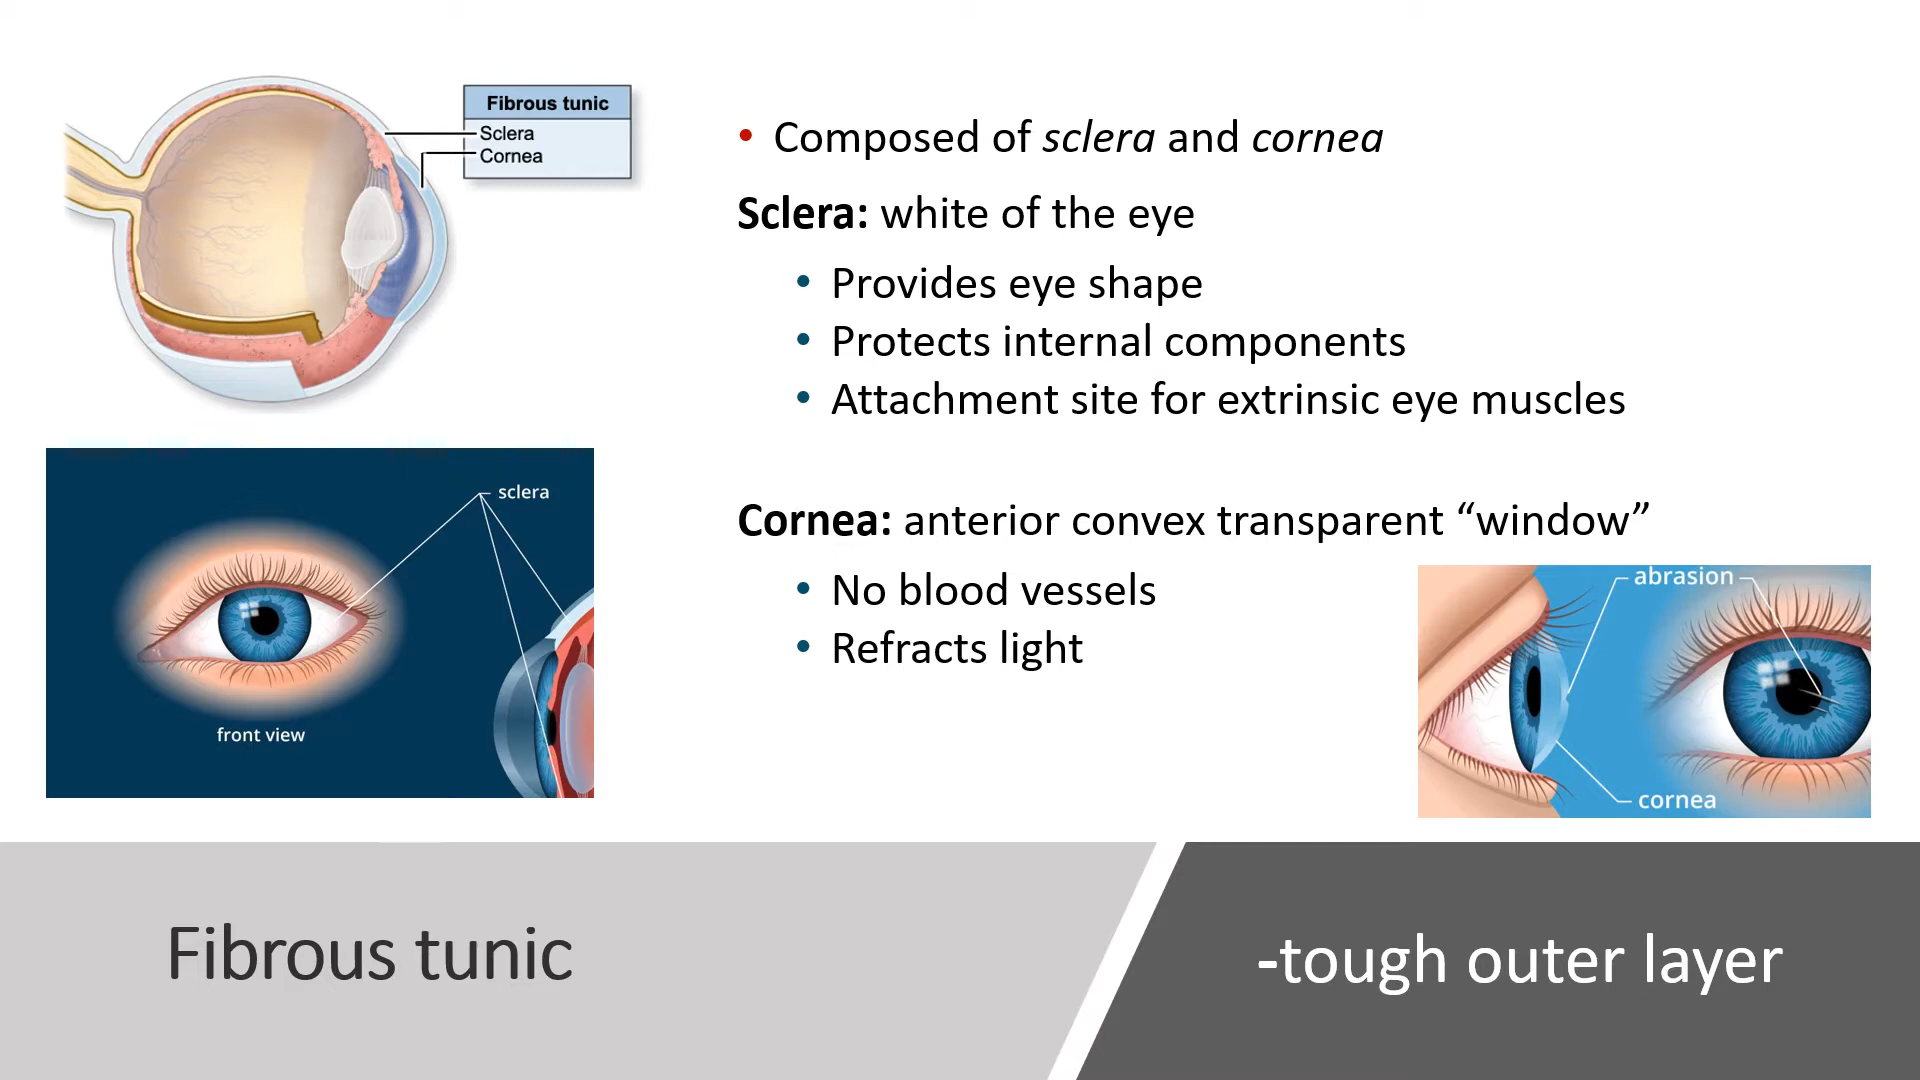 Fibrous tunic
Sclera
Cornea
• Composed of sclera and cornea
Sclera: white of the eye
• Provides eye shape
• Protects internal components
• Attachment site for extrinsic eye muscles
sclera
front view
Cornea: anterior convex transparent “window”
• No blood vessels
• Refracts light
abrasion
cornea
Fibrous tunic
-tough outer layer